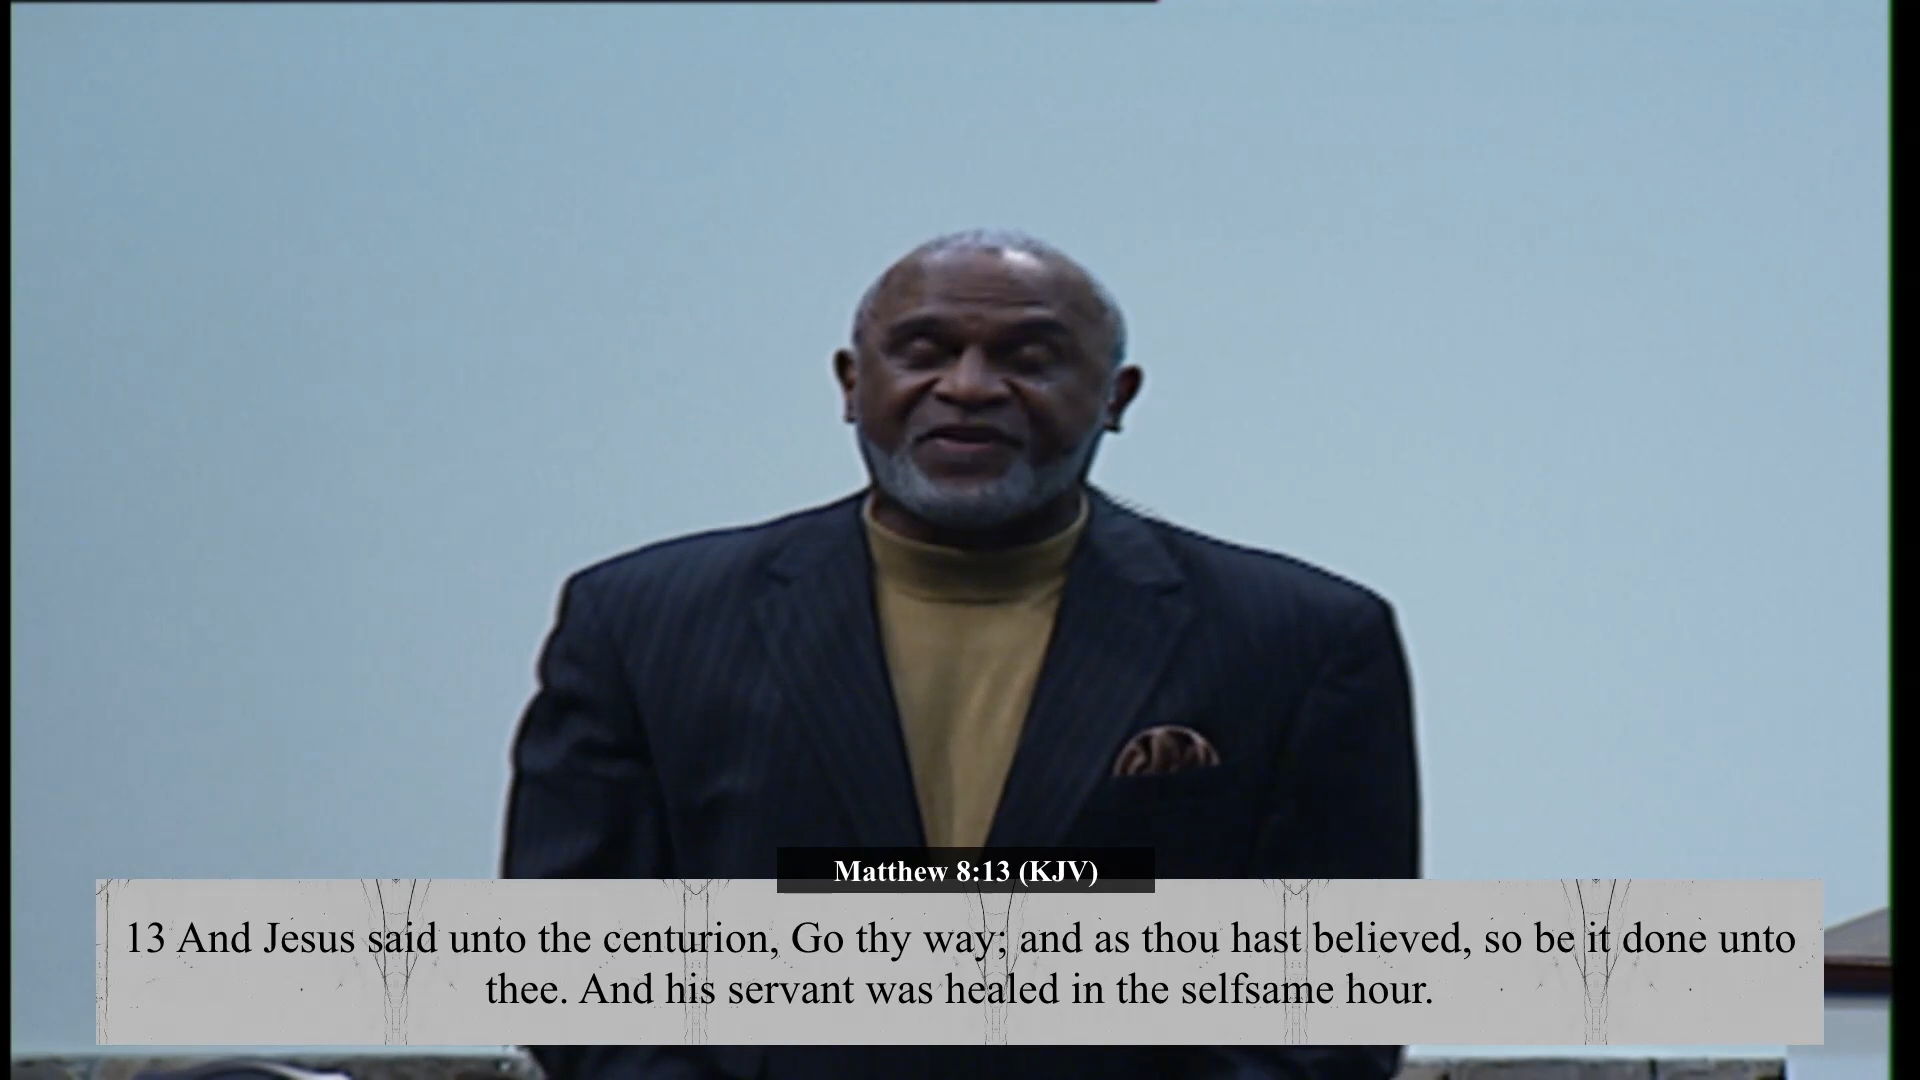 Matthew 8:13 (KJV)
13 And Jesus said unto the centurion, Go thy way; and as thou hast believed, so be it done unto
thee. And his servant was healed in the selfsame hour.